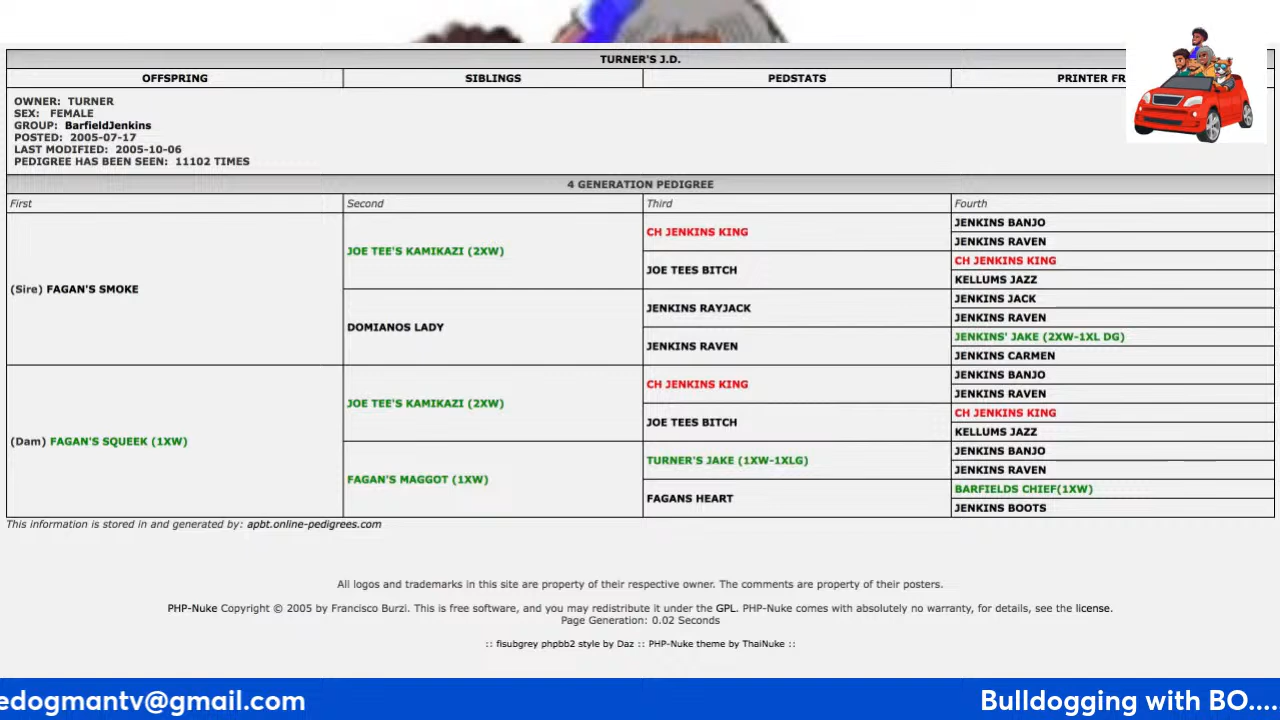 TURNER'S J.D.
OFFSPRING SIBLINGS PEDSTATS PRINTER FR
OWNER: TURNER
SEX: FEMALE
GROUP: BarfieldJenkins
POSTED: 2005-07-17
LAST MODIFIED: 2005-10-06
PEDIGREE HAS BEEN SEEN: 11102 TIMES
4 GENERATION PEDIGREE
First Second Third Fourth
(Sire) FAGAN'S SMOKE
JOE TEE'S KAMIKAZI (2XW)
DOMIANOS LADY
CH JENKINS KING
JOE TEES BITCH
JENKINS RAYJACK
JENKINS RAVEN
JENKINS BANJO
JENKINS RAVEN
CH JENKINS KING
KELLUMS JAZZ
JENKINS JACK
JENKINS RAVEN
JENKINS' JAKE (2XW-1XL DG)
JENKINS CARMEN
(Dam) FAGAN'S SQUEEK (1XW)
JOE TEE'S KAMIKAZI (2XW)
FAGAN'S MAGGOT (1XW)
CH JENKINS KING
JOE TEES BITCH
TURNER'S JAKE (1XW-1XLG)
FAGANS HEART
JENKINS BANJO
JENKINS RAVEN
CH JENKINS KING
KELLUMS JAZZ
JENKINS BANJO
JENKINS RAVEN
BARFIELDS CHIEF(1XW)
JENKINS BOOTS
This information is stored in and generated by: apbt.online-pedigrees.com
All logos and trademarks in this site are property of their respective owner. The comments are property of their posters.
PHP-Nuke Copyright © 2005 by Francisco Burzi. This is free software, and you may redistribute it under the GPL. PHP-Nuke comes with absolutely no warranty, for details, see the license.
Page Generation: 0.02 Seconds
:: fisubgrey phpbb2 style by Daz :: PHP-Nuke theme by ThaiNuke ::
edogmantv@gmail.com Bulldogging with BO....